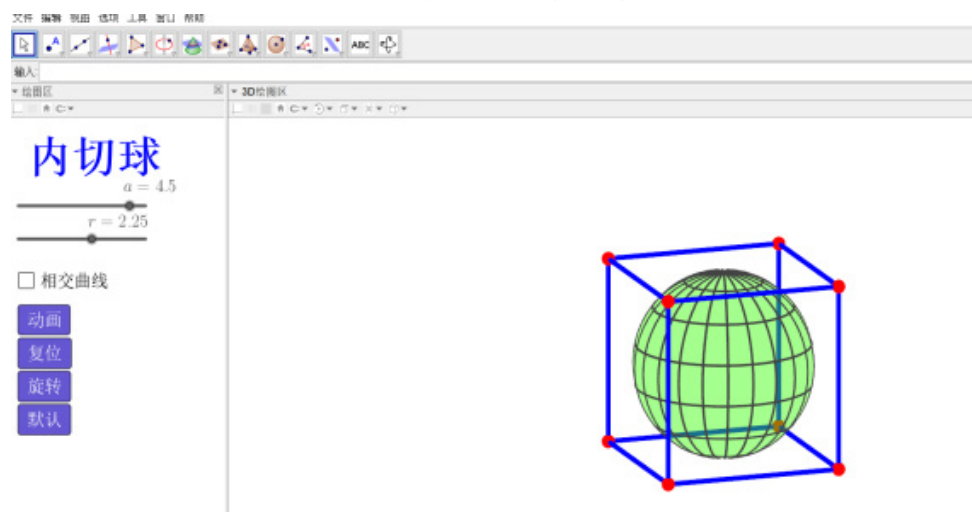 文件 编辑 视图 选项 工具 窗口 帮助
ABC
输入:
绘图区
3D绘图区
内切球
a = 4.5
r = 2.25
相交曲线
动画
复位
旋转
默认